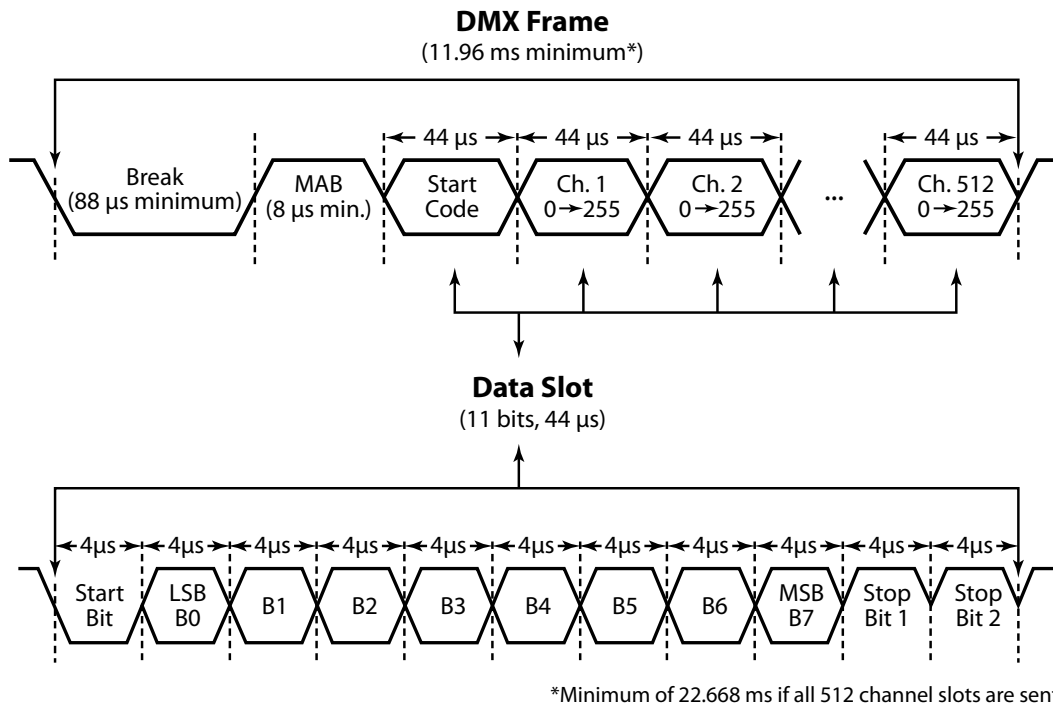 DMX Frame
(11.96 ms minimum*)
44 µs 44 µs 44 µs 44 µs
Break
(88 µs minimum)
MAB
(8 µs min.)
Start
Code
Ch. 1
0→255
Ch. 2
0→255
...
Ch. 512
0→255
Data Slot
(11 bits, 44 µs)
4µs 4µs 4µs 4µs 4µs 4µs 4µs 4µs 4µs 4µs 4µs
Start
Bit
LSB
B0
B1
B2
B3
B4
B5
B6
MSB
B7
Stop
Bit 1
Stop
Bit 2
*Minimum of 22.668 ms if all 512 channel slots are sent